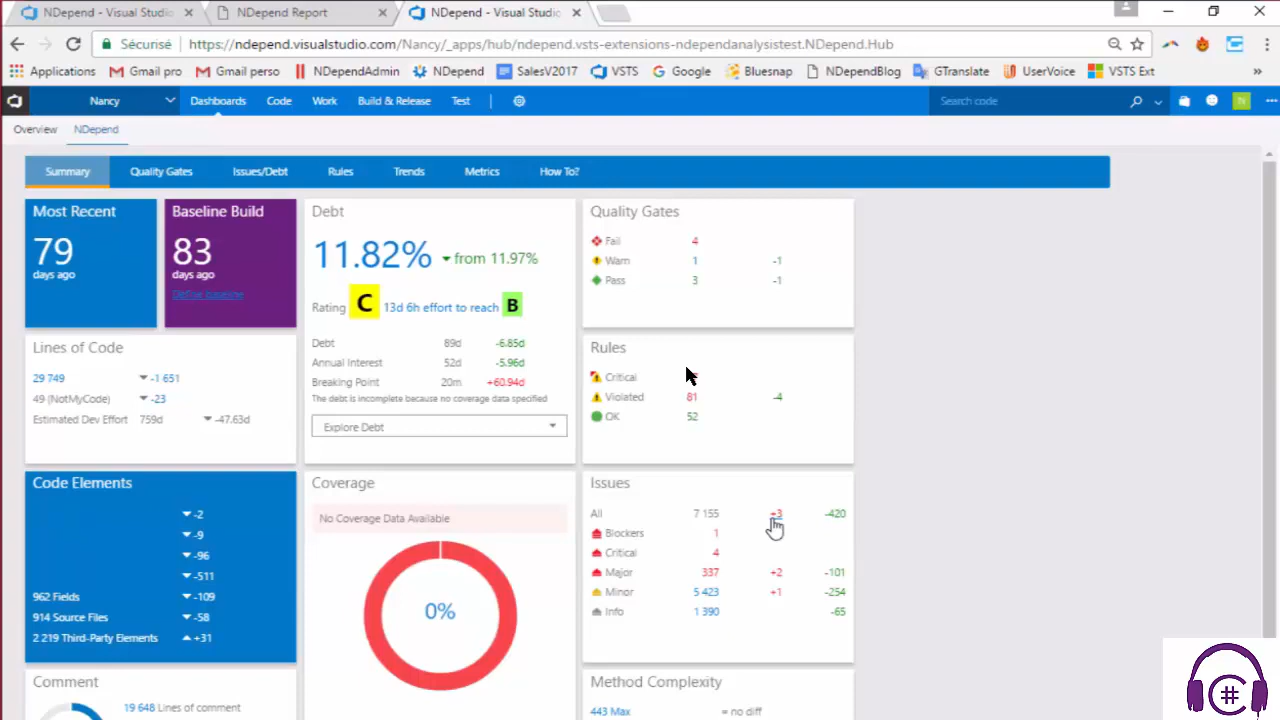 NDepend - Visual Studio
NDepend Report
NDepend - Visual Studio
Sécurisé
https://ndepend.visualstudio.com/Nancy/_apps/hub/ndepend.vsts-extensions-ndependanalysistest.NDepend.Hub
Applications
Gmail pro
Gmail perso
NDependAdmin
NDepend
SalesV2017
VSTS
Google
Bluesnap
NDependBlog
GTranslate
UserVoice
VSTS Ext
»
Nancy
Dashboards
Code
Work
Build & Release
Test
Search code
Overview
NDepend
Summary
Quality Gates
Issues/Debt
Rules
Trends
Metrics
How To?
Most Recent
79
days ago
Baseline Build
83
days ago
Define baseline
Debt
11.82% from 11.97%
Rating C 13d 6h effort to reach B
Debt 89d -6.85d
Annual Interest 52d -5.96d
Breaking Point 20m +60.94d
The debt is incomplete because no coverage data specified
Explore Debt
Quality Gates
Fail 4
Warn 1 -1
Pass 3 -1
Lines of Code
29 749 -1 651
49 (NotMyCode) -23
Estimated Dev Effort 759d -47.63d
Rules
Critical
Violated 81 -4
OK 52
Code Elements
-2
-9
-96
-511
962 Fields -109
914 Source Files -58
2 219 Third-Party Elements +31
Coverage
No Coverage Data Available
0%
Issues
All 7 155 +3 -420
Blockers 1
Critical 4
Major 337 +2 -101
Minor 5 423 +1 -254
Info 1 390 -65
Comment
19 648 Lines of comment
Method Complexity
443 Max = no diff
C #